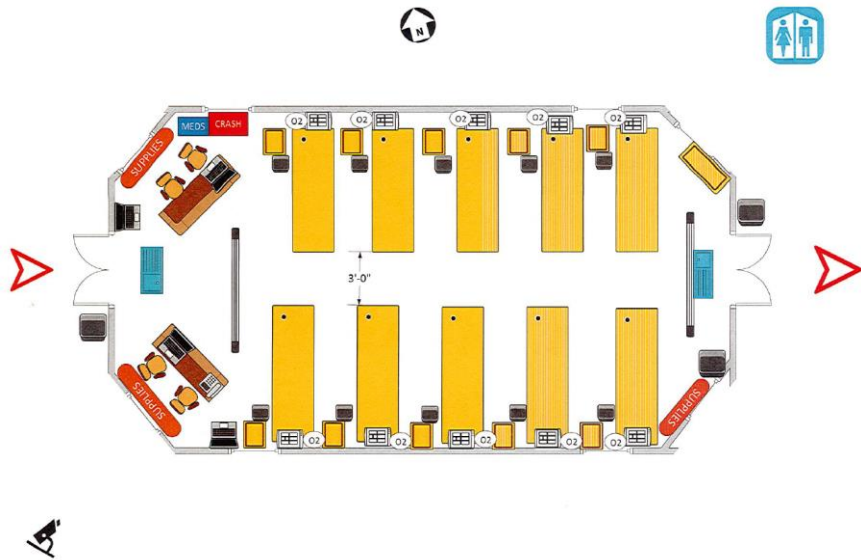 N
MEDS CRASH
O2 O2 O2 O2 O2
SUPPLIES
3'-0"
SUPPLIES
SUPPLIES
O2 O2 O2 O2 O2